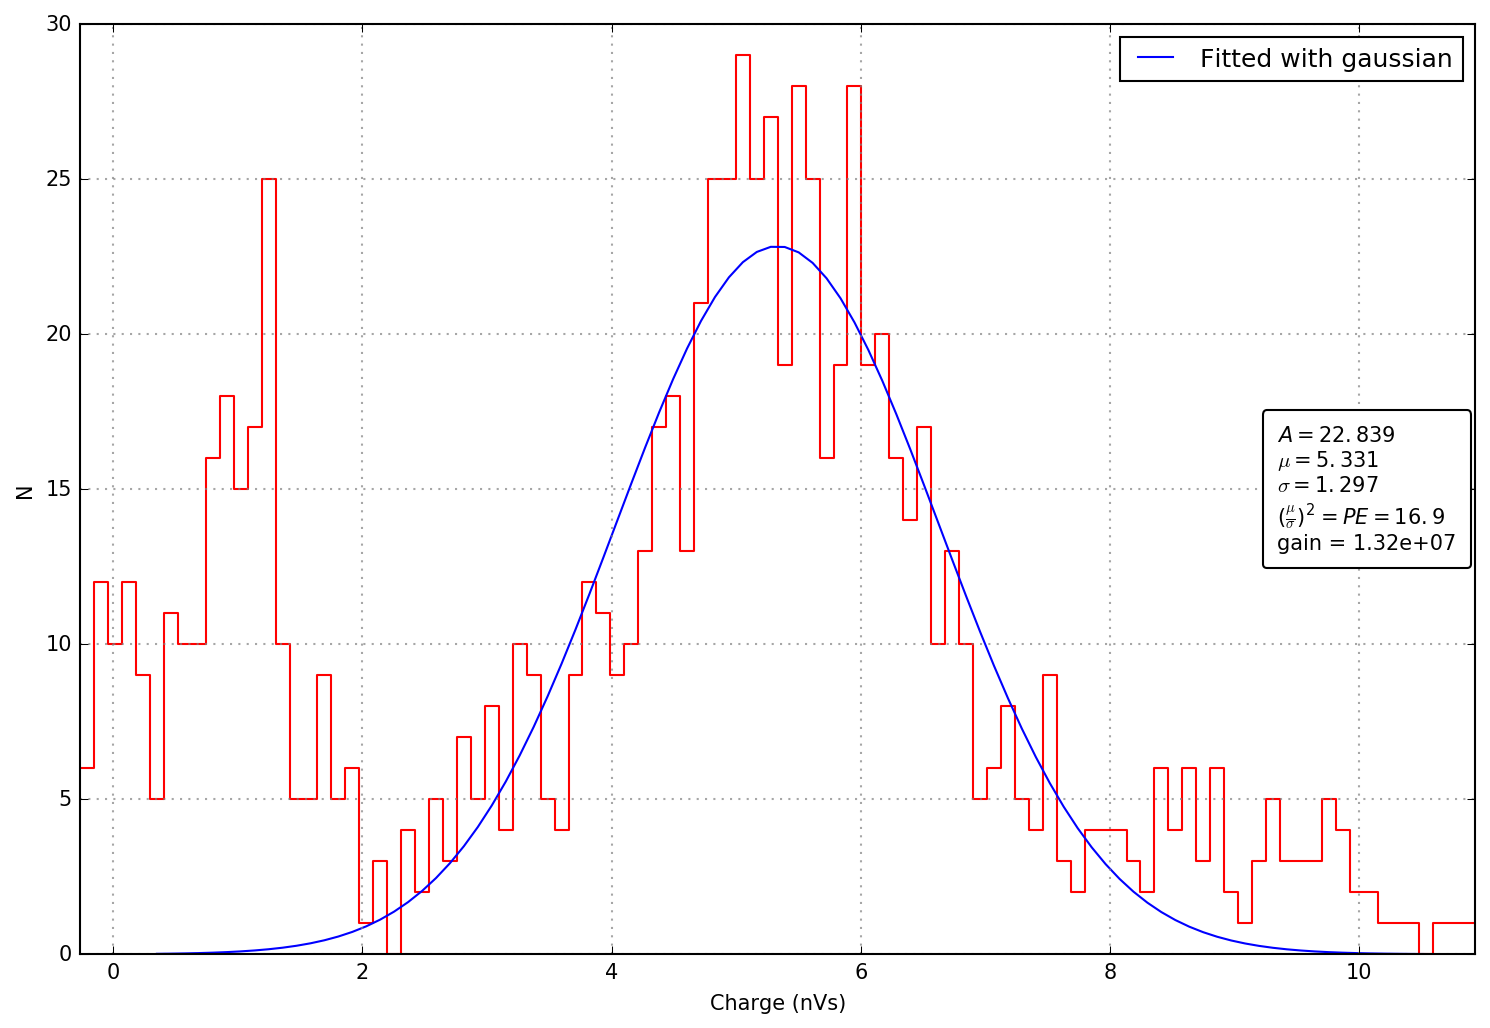 Fitted with gaussian
30
25
20
15
10
5
0
N
A = 22.839
μ = 5.331
σ = 1.297
(μ/σ)² = PE = 16.9
gain = 1.32e+07
0 2 4 6 8 10
Charge (nVs)